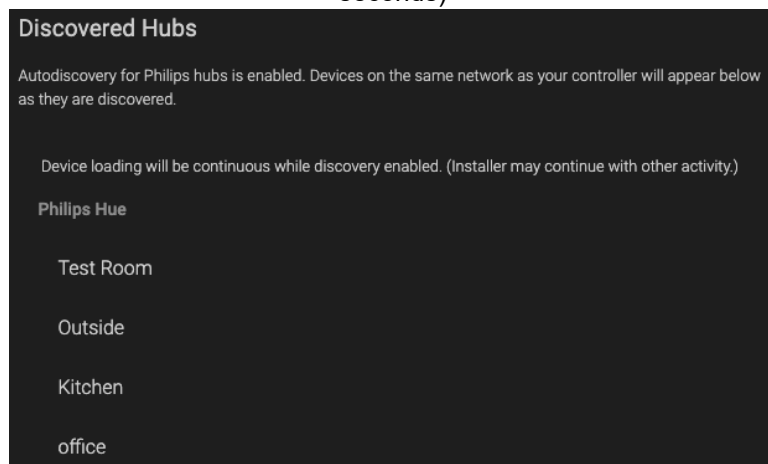 seconds)
Discovered Hubs
Autodiscovery for Philips hubs is enabled. Devices on the same network as your controller will appear below
as they are discovered.
Device loading will be continuous while discovery enabled. (Installer may continue with other activity.)
Philips Hue
Test Room
Outside
Kitchen
office